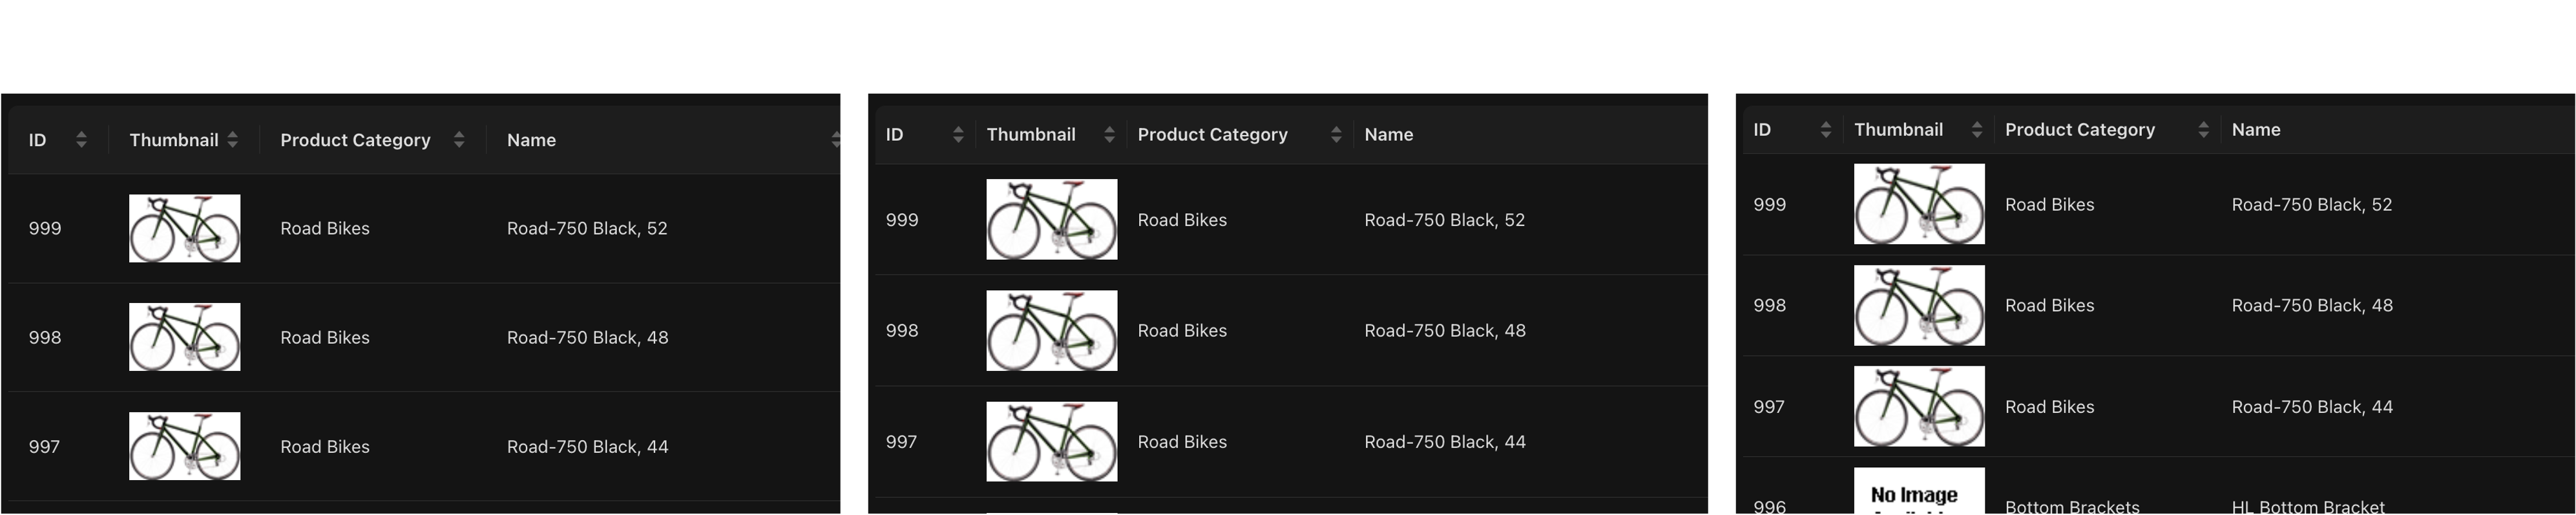 ID Thumbnail Product Category Name
999 Road Bikes Road-750 Black, 52
998 Road Bikes Road-750 Black, 48
997 Road Bikes Road-750 Black, 44
ID Thumbnail Product Category Name
999 Road Bikes Road-750 Black, 52
998 Road Bikes Road-750 Black, 48
997 Road Bikes Road-750 Black, 44
ID Thumbnail Product Category Name
999 Road Bikes Road-750 Black, 52
998 Road Bikes Road-750 Black, 48
997 Road Bikes Road-750 Black, 44
No Image
996 Bottom Brackets HL Bottom Bracket